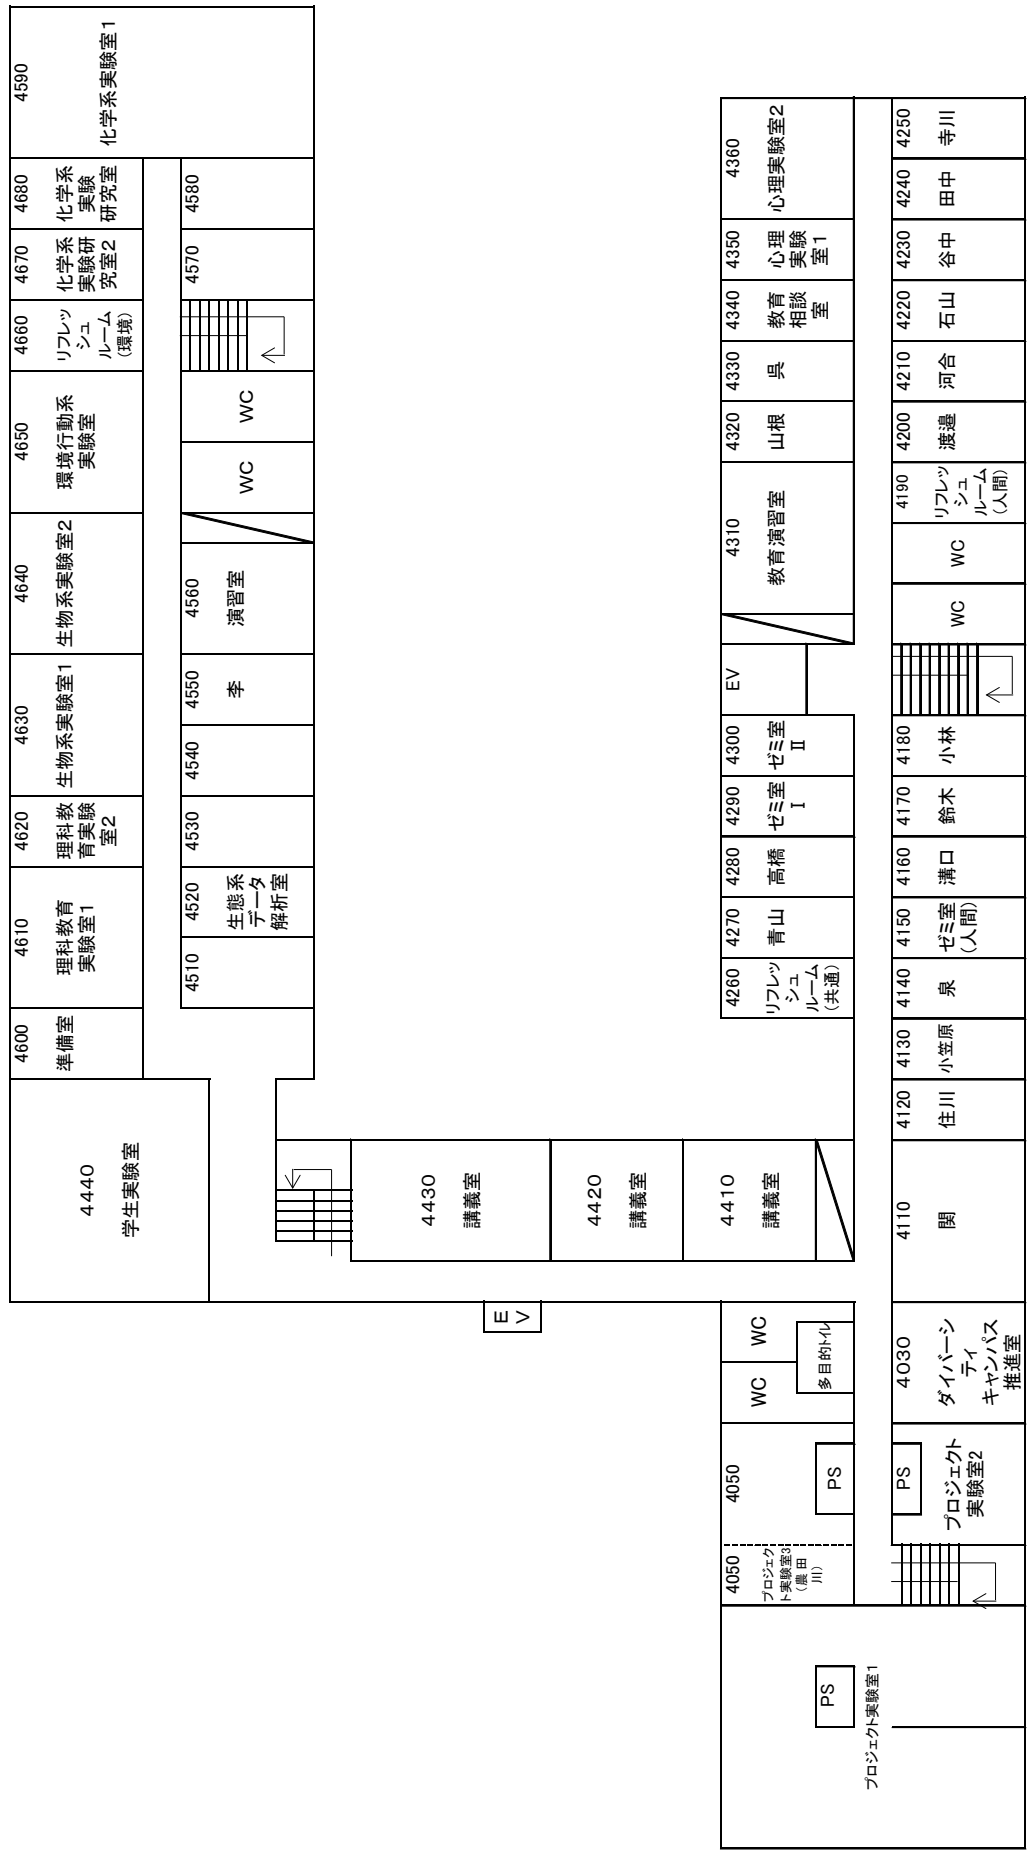 4590
化学系実験室1
4680
化学系
実験
研究室
4670
化学系
実験研
究室2
4660
リフレッ
シュ
ルーム
(環境)
4650
環境行動系
実験室
4640
生物系実験室2
4630
生物系実験室1
4620
理科教
育実験
室2
4610
理科教育
実験室1
4600
準備室
4580
4570
WC
WC
4560
演習室
4550
李
4540
4530
4520
生態系
データ
解析室
4510
4440
学生実験室
4430
講義室
4420
講義室
4410
講義室
EV
4360
心理実験室2
4350
心理
実験
室1
4340
教育
相談
室
4330
呉
4320
山根
4310
教育演習室
EV
4300
ゼミ室
Ⅱ
4290
ゼミ室
Ⅰ
4280
高橋
4270
青山
4260
リフレッ
シュ
ルーム
(共通)
4250
寺川
4240
田中
4230
谷中
4220
石山
4210
河合
4200
渡邉
4190
リフレッ
シュ
ルーム
(人間)
WC
WC
4180
小林
4170
鈴木
4160
溝口
4150
ゼミ室
(人間)
4140
泉
4130
小笠原
4120
住川
4110
関
WC
WC
多目的トイレ
4030
ダイバーシ
ティ
キャンパス
推進室
4050
PS
PS
プロジェクト
実験室2
4050
プロジェク
ト実験室3
(農 田
川)
PS
プロジェクト実験室1